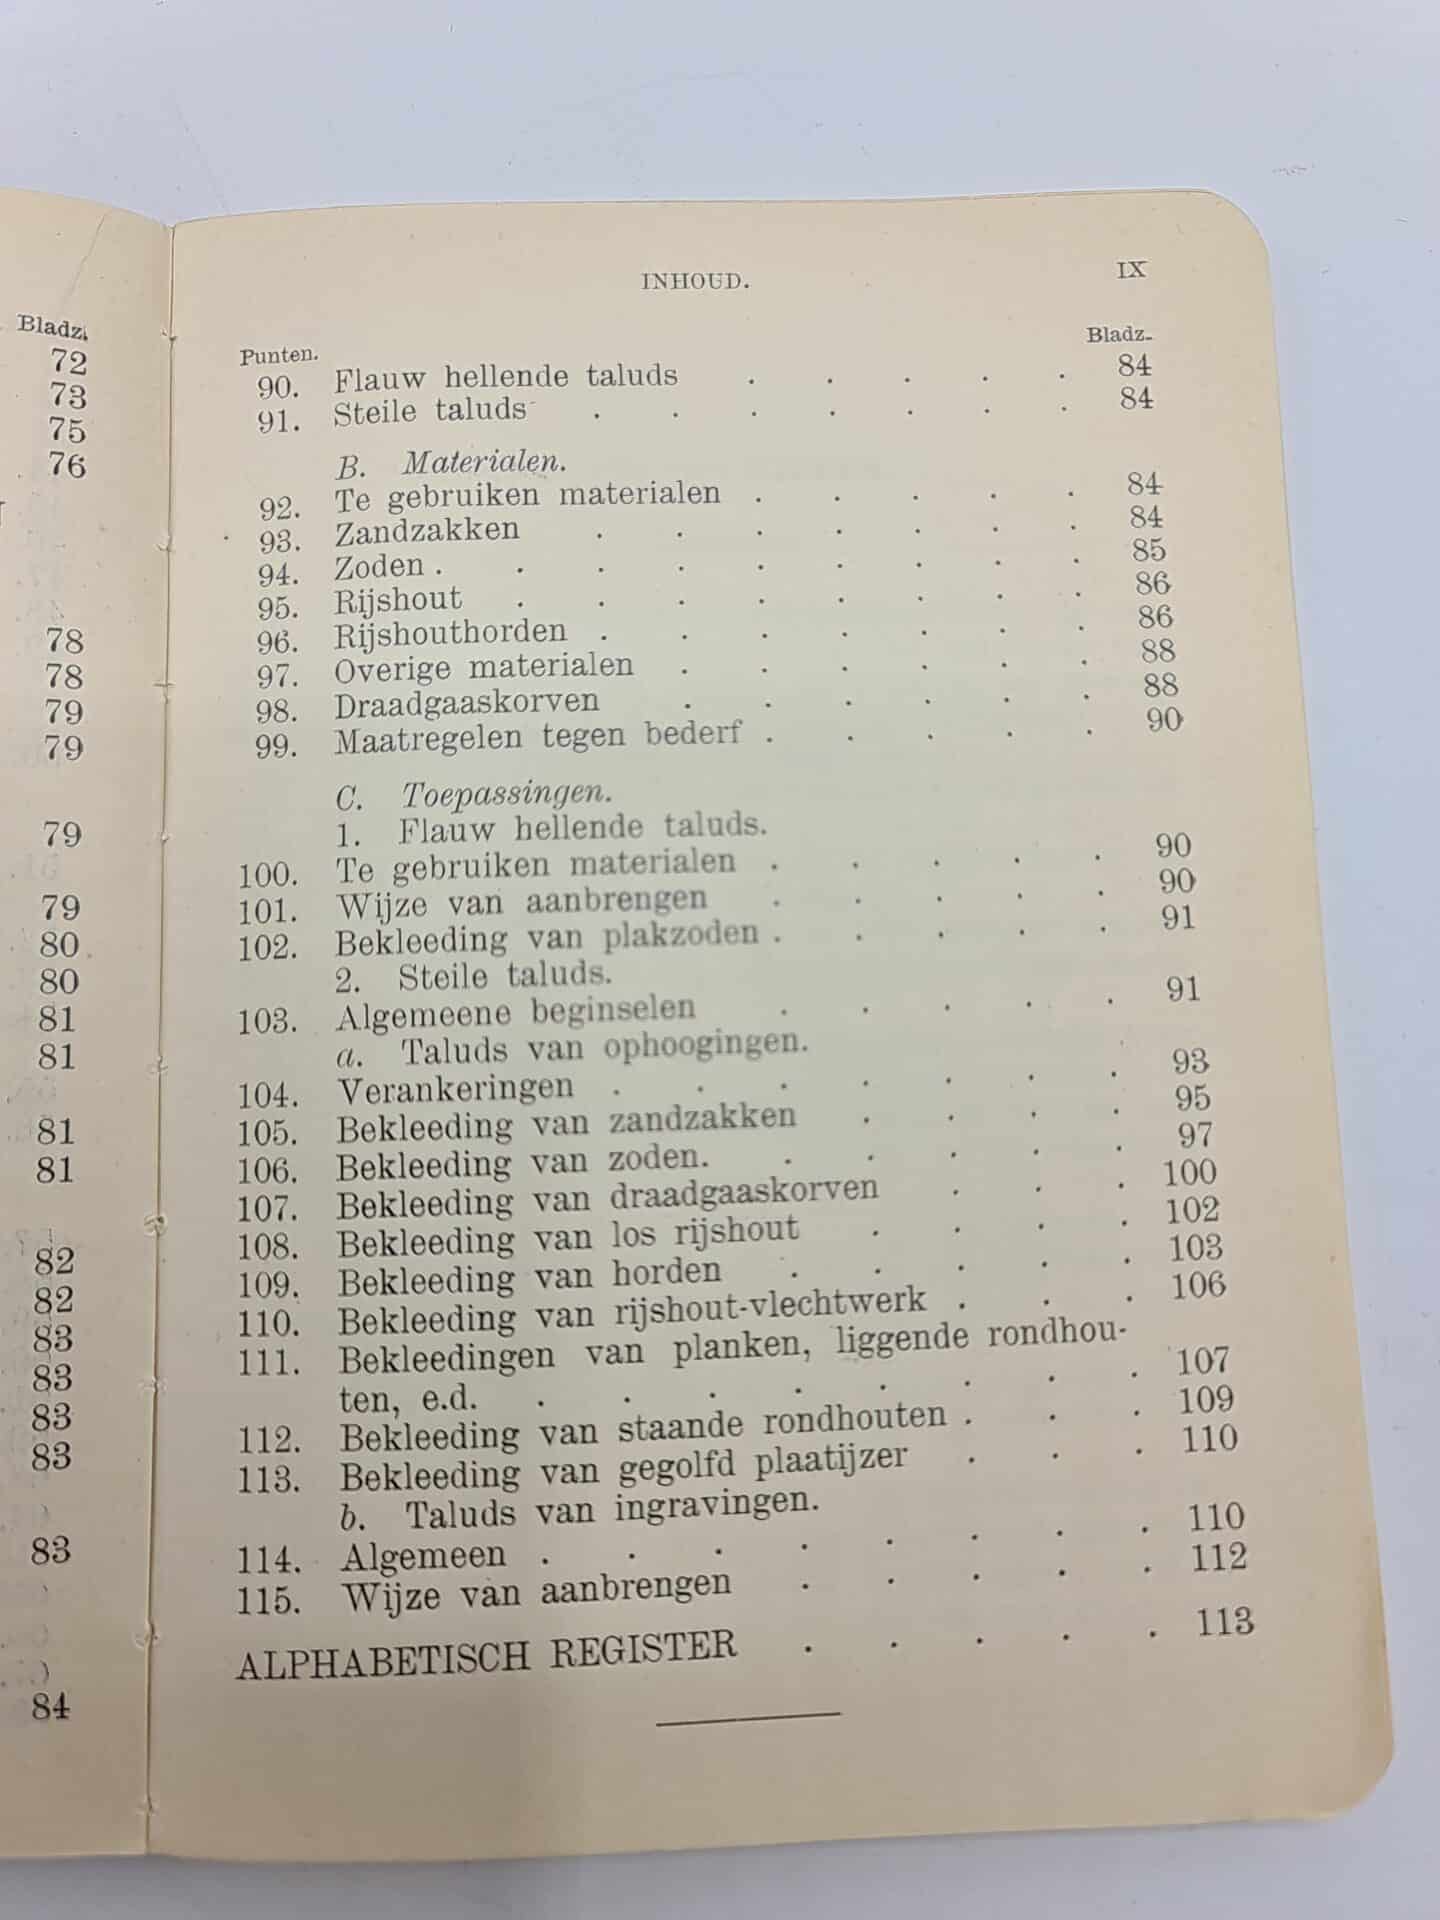 Bladz.
72
73
75
76
78
78
79
79
79
79
80
80
81
81
81
81
82
82
83
83
83
83
83
84
INHOUD. IX
Punten. Bladz.
90. Flauw hellende taluds . . . . . 84
91. Steile taluds . . . . . . . 84
B. Materialen.
92. Te gebruiken materialen . . . . . 84
93. Zandzakken . . . . . . . 84
94. Zoden . . . . . . . . . 85
95. Rijshout . . . . . . . . 86
96. Rijshouthorden . . . . . . . 86
97. Overige materialen . . . . . . 88
98. Draadgaaskorven . . . . . . 88
99. Maatregelen tegen bederf . . . . . 90
C. Toepassingen.
1. Flauw hellende taluds.
100. Te gebruiken materialen . . . . . 90
101. Wijze van aanbrengen . . . . . 90
102. Bekleeding van plakzoden . . . . . 91
2. Steile taluds.
103. Algemeene beginselen . . . . . 91
a. Taluds van ophoogingen.
104. Verankeringen . . . . . . . 93
105. Bekleeding van zandzakken . . . . 95
106. Bekleeding van zoden. . . . . . 97
107. Bekleeding van draadgaaskorven . . . 100
108. Bekleeding van los rijshout . . . . 102
109. Bekleeding van horden . . . . . 103
110. Bekleeding van rijshout-vlechtwerk . . . 106
111. Bekleedingen van planken, liggende rondhou-
ten, e.d. . . . . . . . . 107
112. Bekleeding van staande rondhouten . . . 109
113. Bekleeding van gegolfd plaatijzer . . . 110
b. Taluds van ingravingen.
114. Algemeen . . . . . . . . 110
115. Wijze van aanbrengen . . . . . 112
ALPHABETISCH REGISTER . . . . . 113